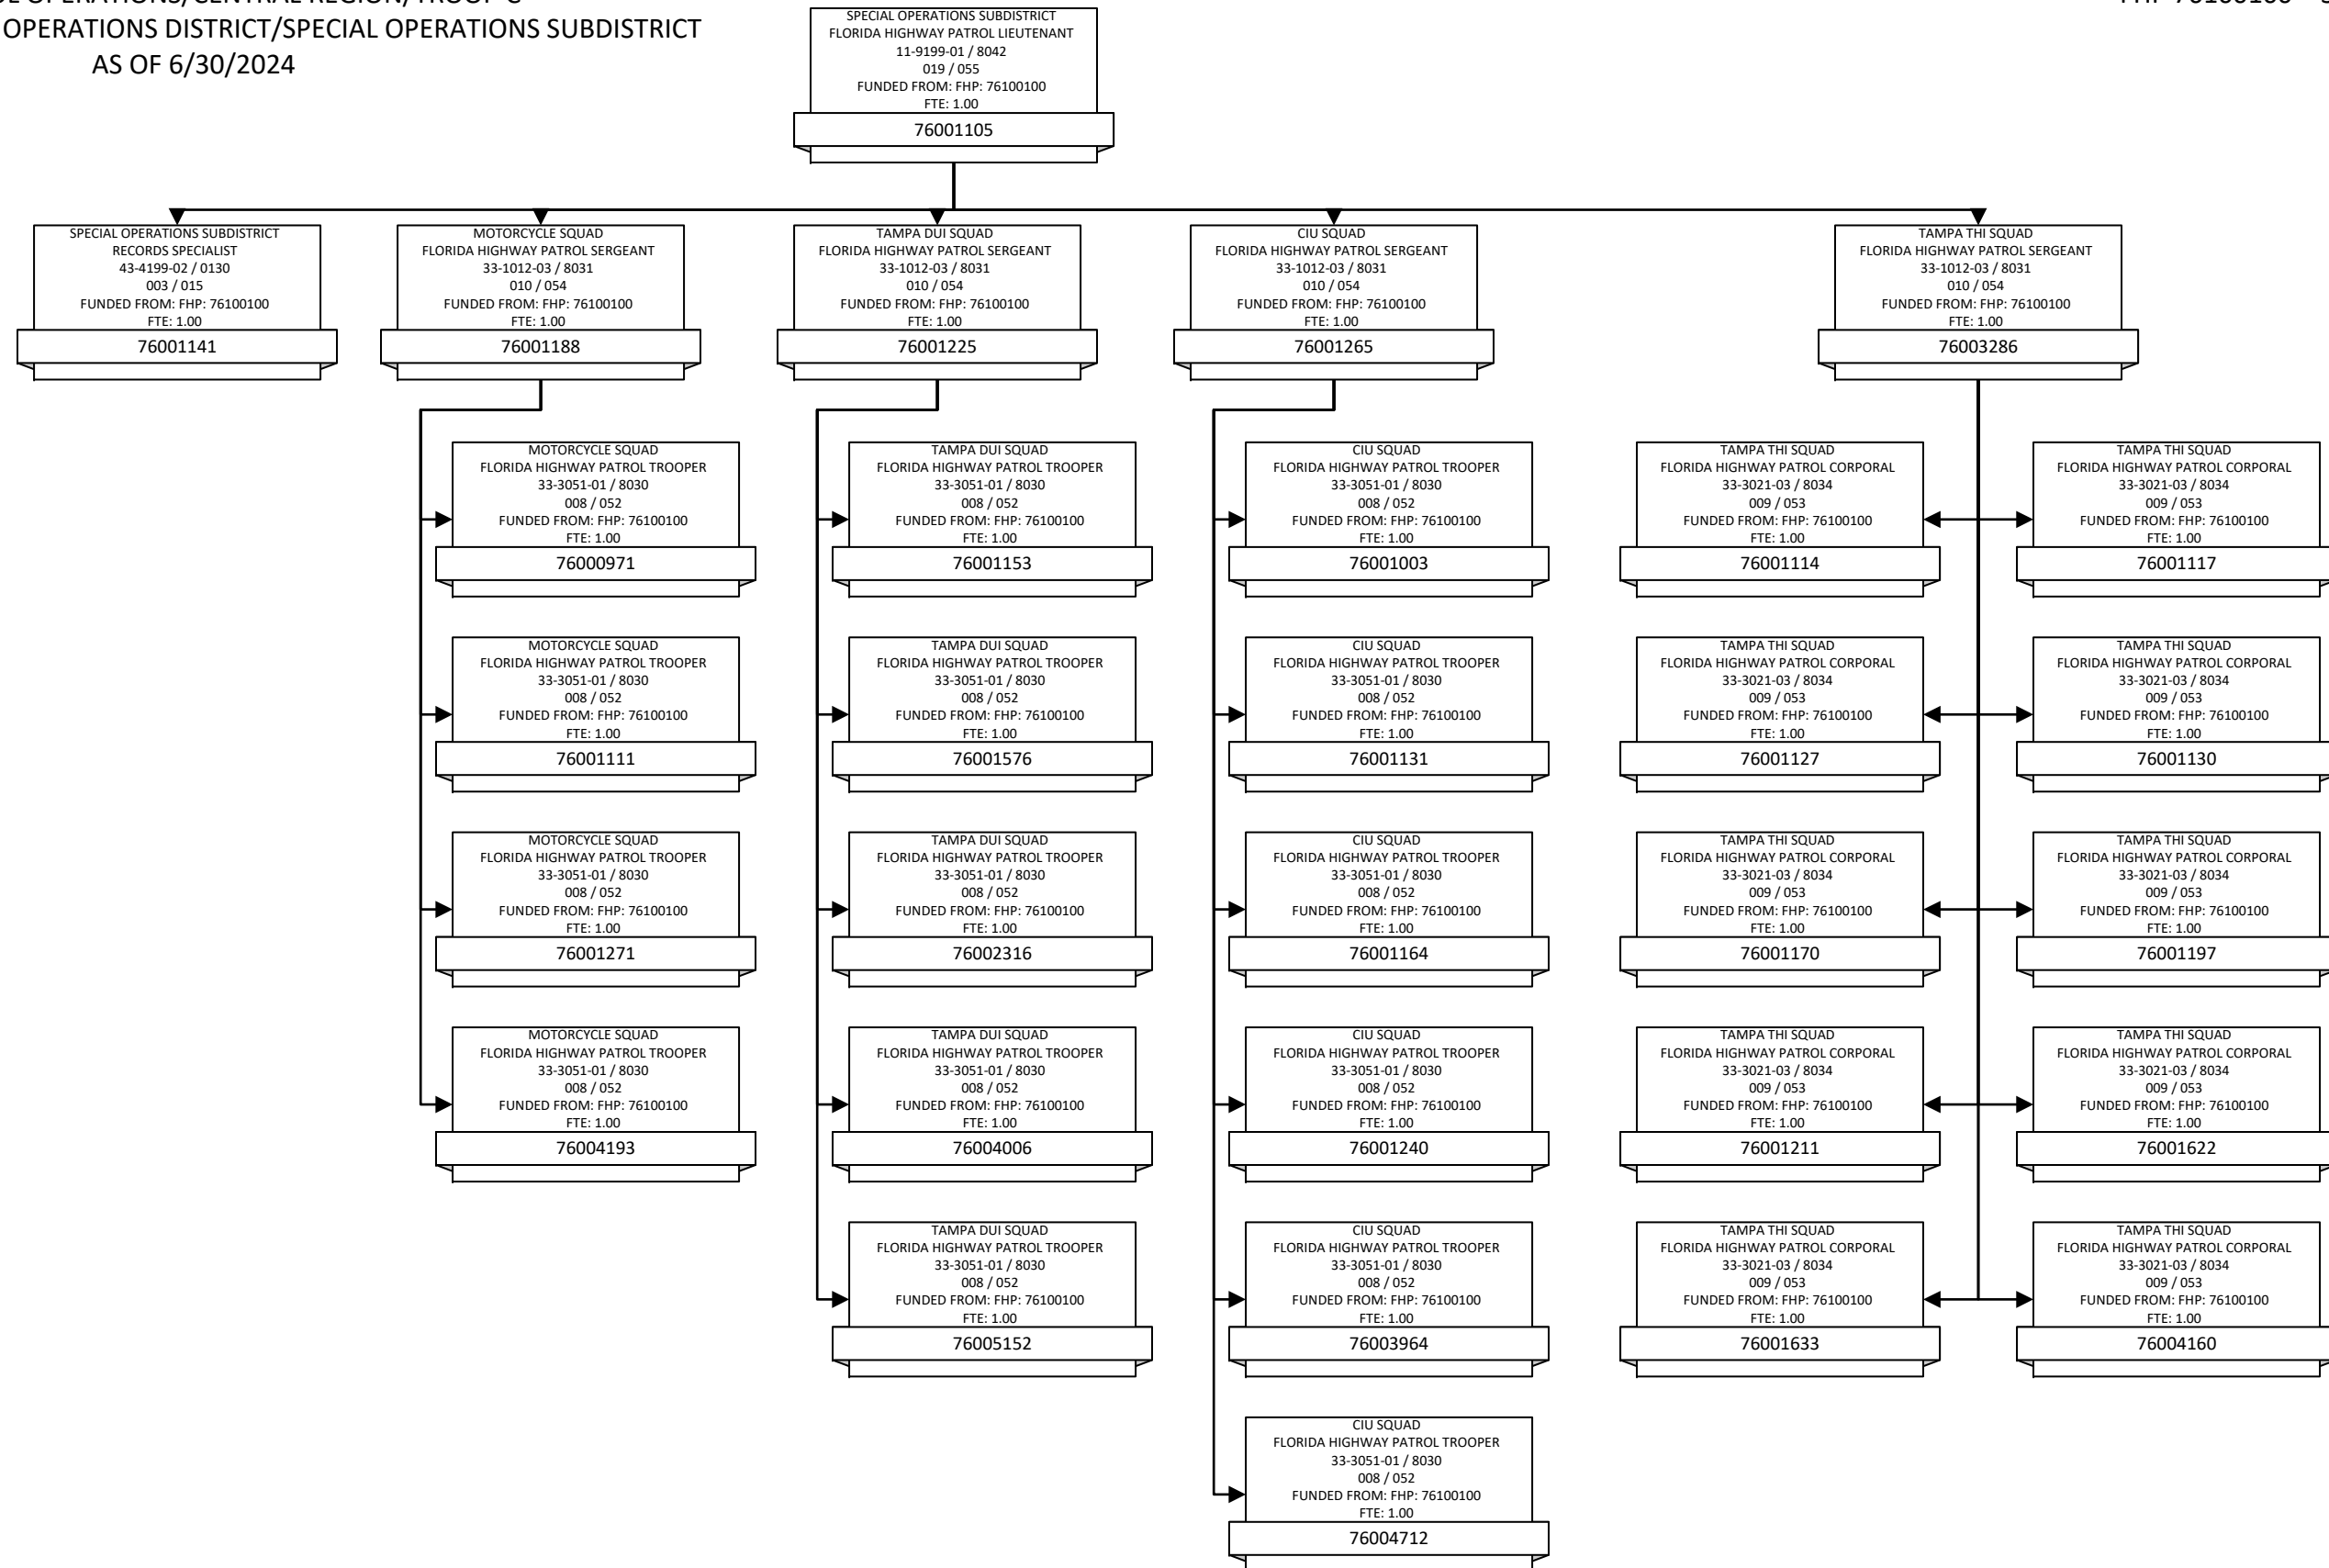 OPERATIONS/CENTRAL REGION/TROOP C
OPERATIONS DISTRICT/SPECIAL OPERATIONS SUBDISTRICT
AS OF 6/30/2024
FHP 76100100
SPECIAL OPERATIONS SUBDISTRICT
FLORIDA HIGHWAY PATROL LIEUTENANT
11-9199-01 / 8042
019 / 055
FUNDED FROM: FHP: 76100100
FTE: 1.00
76001105
SPECIAL OPERATIONS SUBDISTRICT
RECORDS SPECIALIST
43-4199-02 / 0130
003 / 015
FUNDED FROM: FHP: 76100100
FTE: 1.00
76001141
MOTORCYCLE SQUAD
FLORIDA HIGHWAY PATROL SERGEANT
33-1012-03 / 8031
010 / 054
FUNDED FROM: FHP: 76100100
FTE: 1.00
76001188
TAMPA DUI SQUAD
FLORIDA HIGHWAY PATROL SERGEANT
33-1012-03 / 8031
010 / 054
FUNDED FROM: FHP: 76100100
FTE: 1.00
76001225
CIU SQUAD
FLORIDA HIGHWAY PATROL SERGEANT
33-1012-03 / 8031
010 / 054
FUNDED FROM: FHP: 76100100
FTE: 1.00
76001265
TAMPA THI SQUAD
FLORIDA HIGHWAY PATROL SERGEANT
33-1012-03 / 8031
010 / 054
FUNDED FROM: FHP: 76100100
FTE: 1.00
76003286
MOTORCYCLE SQUAD
FLORIDA HIGHWAY PATROL TROOPER
33-3051-01 / 8030
008 / 052
FUNDED FROM: FHP: 76100100
FTE: 1.00
76000971
TAMPA DUI SQUAD
FLORIDA HIGHWAY PATROL TROOPER
33-3051-01 / 8030
008 / 052
FUNDED FROM: FHP: 76100100
FTE: 1.00
76001153
CIU SQUAD
FLORIDA HIGHWAY PATROL TROOPER
33-3051-01 / 8030
008 / 052
FUNDED FROM: FHP: 76100100
FTE: 1.00
76001003
TAMPA THI SQUAD
FLORIDA HIGHWAY PATROL CORPORAL
33-3021-03 / 8034
009 / 053
FUNDED FROM: FHP: 76100100
FTE: 1.00
76001114
TAMPA THI SQUAD
FLORIDA HIGHWAY PATROL CORPORAL
33-3021-03 / 8034
009 / 053
FUNDED FROM: FHP: 76100100
FTE: 1.00
76001117
MOTORCYCLE SQUAD
FLORIDA HIGHWAY PATROL TROOPER
33-3051-01 / 8030
008 / 052
FUNDED FROM: FHP: 76100100
FTE: 1.00
76001111
TAMPA DUI SQUAD
FLORIDA HIGHWAY PATROL TROOPER
33-3051-01 / 8030
008 / 052
FUNDED FROM: FHP: 76100100
FTE: 1.00
76001576
CIU SQUAD
FLORIDA HIGHWAY PATROL TROOPER
33-3051-01 / 8030
008 / 052
FUNDED FROM: FHP: 76100100
FTE: 1.00
76001131
TAMPA THI SQUAD
FLORIDA HIGHWAY PATROL CORPORAL
33-3021-03 / 8034
009 / 053
FUNDED FROM: FHP: 76100100
FTE: 1.00
76001127
TAMPA THI SQUAD
FLORIDA HIGHWAY PATROL CORPORAL
33-3021-03 / 8034
009 / 053
FUNDED FROM: FHP: 76100100
FTE: 1.00
76001130
MOTORCYCLE SQUAD
FLORIDA HIGHWAY PATROL TROOPER
33-3051-01 / 8030
008 / 052
FUNDED FROM: FHP: 76100100
FTE: 1.00
76001271
TAMPA DUI SQUAD
FLORIDA HIGHWAY PATROL TROOPER
33-3051-01 / 8030
008 / 052
FUNDED FROM: FHP: 76100100
FTE: 1.00
76002316
CIU SQUAD
FLORIDA HIGHWAY PATROL TROOPER
33-3051-01 / 8030
008 / 052
FUNDED FROM: FHP: 76100100
FTE: 1.00
76001164
TAMPA THI SQUAD
FLORIDA HIGHWAY PATROL CORPORAL
33-3021-03 / 8034
009 / 053
FUNDED FROM: FHP: 76100100
FTE: 1.00
76001170
TAMPA THI SQUAD
FLORIDA HIGHWAY PATROL CORPORAL
33-3021-03 / 8034
009 / 053
FUNDED FROM: FHP: 76100100
FTE: 1.00
76001197
MOTORCYCLE SQUAD
FLORIDA HIGHWAY PATROL TROOPER
33-3051-01 / 8030
008 / 052
FUNDED FROM: FHP: 76100100
FTE: 1.00
76004193
TAMPA DUI SQUAD
FLORIDA HIGHWAY PATROL TROOPER
33-3051-01 / 8030
008 / 052
FUNDED FROM: FHP: 76100100
FTE: 1.00
76004006
CIU SQUAD
FLORIDA HIGHWAY PATROL TROOPER
33-3051-01 / 8030
008 / 052
FUNDED FROM: FHP: 76100100
FTE: 1.00
76001240
TAMPA THI SQUAD
FLORIDA HIGHWAY PATROL CORPORAL
33-3021-03 / 8034
009 / 053
FUNDED FROM: FHP: 76100100
FTE: 1.00
76001211
TAMPA THI SQUAD
FLORIDA HIGHWAY PATROL CORPORAL
33-3021-03 / 8034
009 / 053
FUNDED FROM: FHP: 76100100
FTE: 1.00
76001622
TAMPA DUI SQUAD
FLORIDA HIGHWAY PATROL TROOPER
33-3051-01 / 8030
008 / 052
FUNDED FROM: FHP: 76100100
FTE: 1.00
76005152
CIU SQUAD
FLORIDA HIGHWAY PATROL TROOPER
33-3051-01 / 8030
008 / 052
FUNDED FROM: FHP: 76100100
FTE: 1.00
76003964
TAMPA THI SQUAD
FLORIDA HIGHWAY PATROL CORPORAL
33-3021-03 / 8034
009 / 053
FUNDED FROM: FHP: 76100100
FTE: 1.00
76001633
TAMPA THI SQUAD
FLORIDA HIGHWAY PATROL CORPORAL
33-3021-03 / 8034
009 / 053
FUNDED FROM: FHP: 76100100
FTE: 1.00
76004160
CIU SQUAD
FLORIDA HIGHWAY PATROL TROOPER
33-3051-01 / 8030
008 / 052
FUNDED FROM: FHP: 76100100
FTE: 1.00
76004712